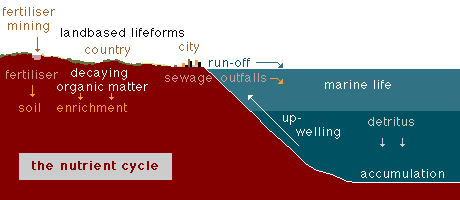 fertiliser
mining
landbased lifeforms
country
city
run-off
sewage outfalls
fertiliser
decaying
organic matter
soil
enrichment
marine life
up-
welling
detritus
accumulation
the nutrient cycle